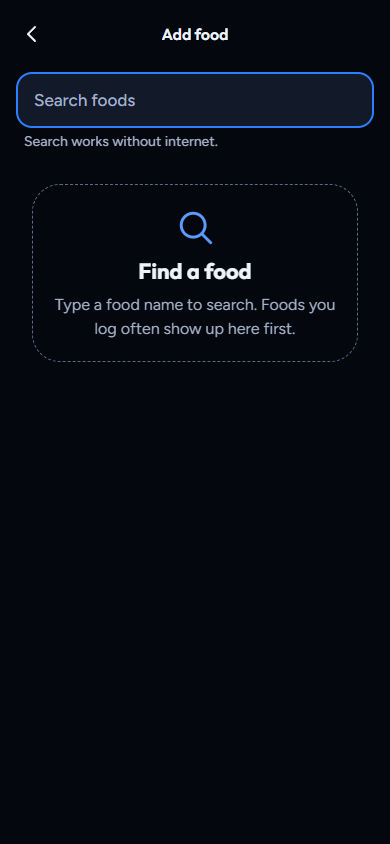 Add food
Search foods
Search works without internet.
Find a food
Type a food name to search. Foods you
log often show up here first.